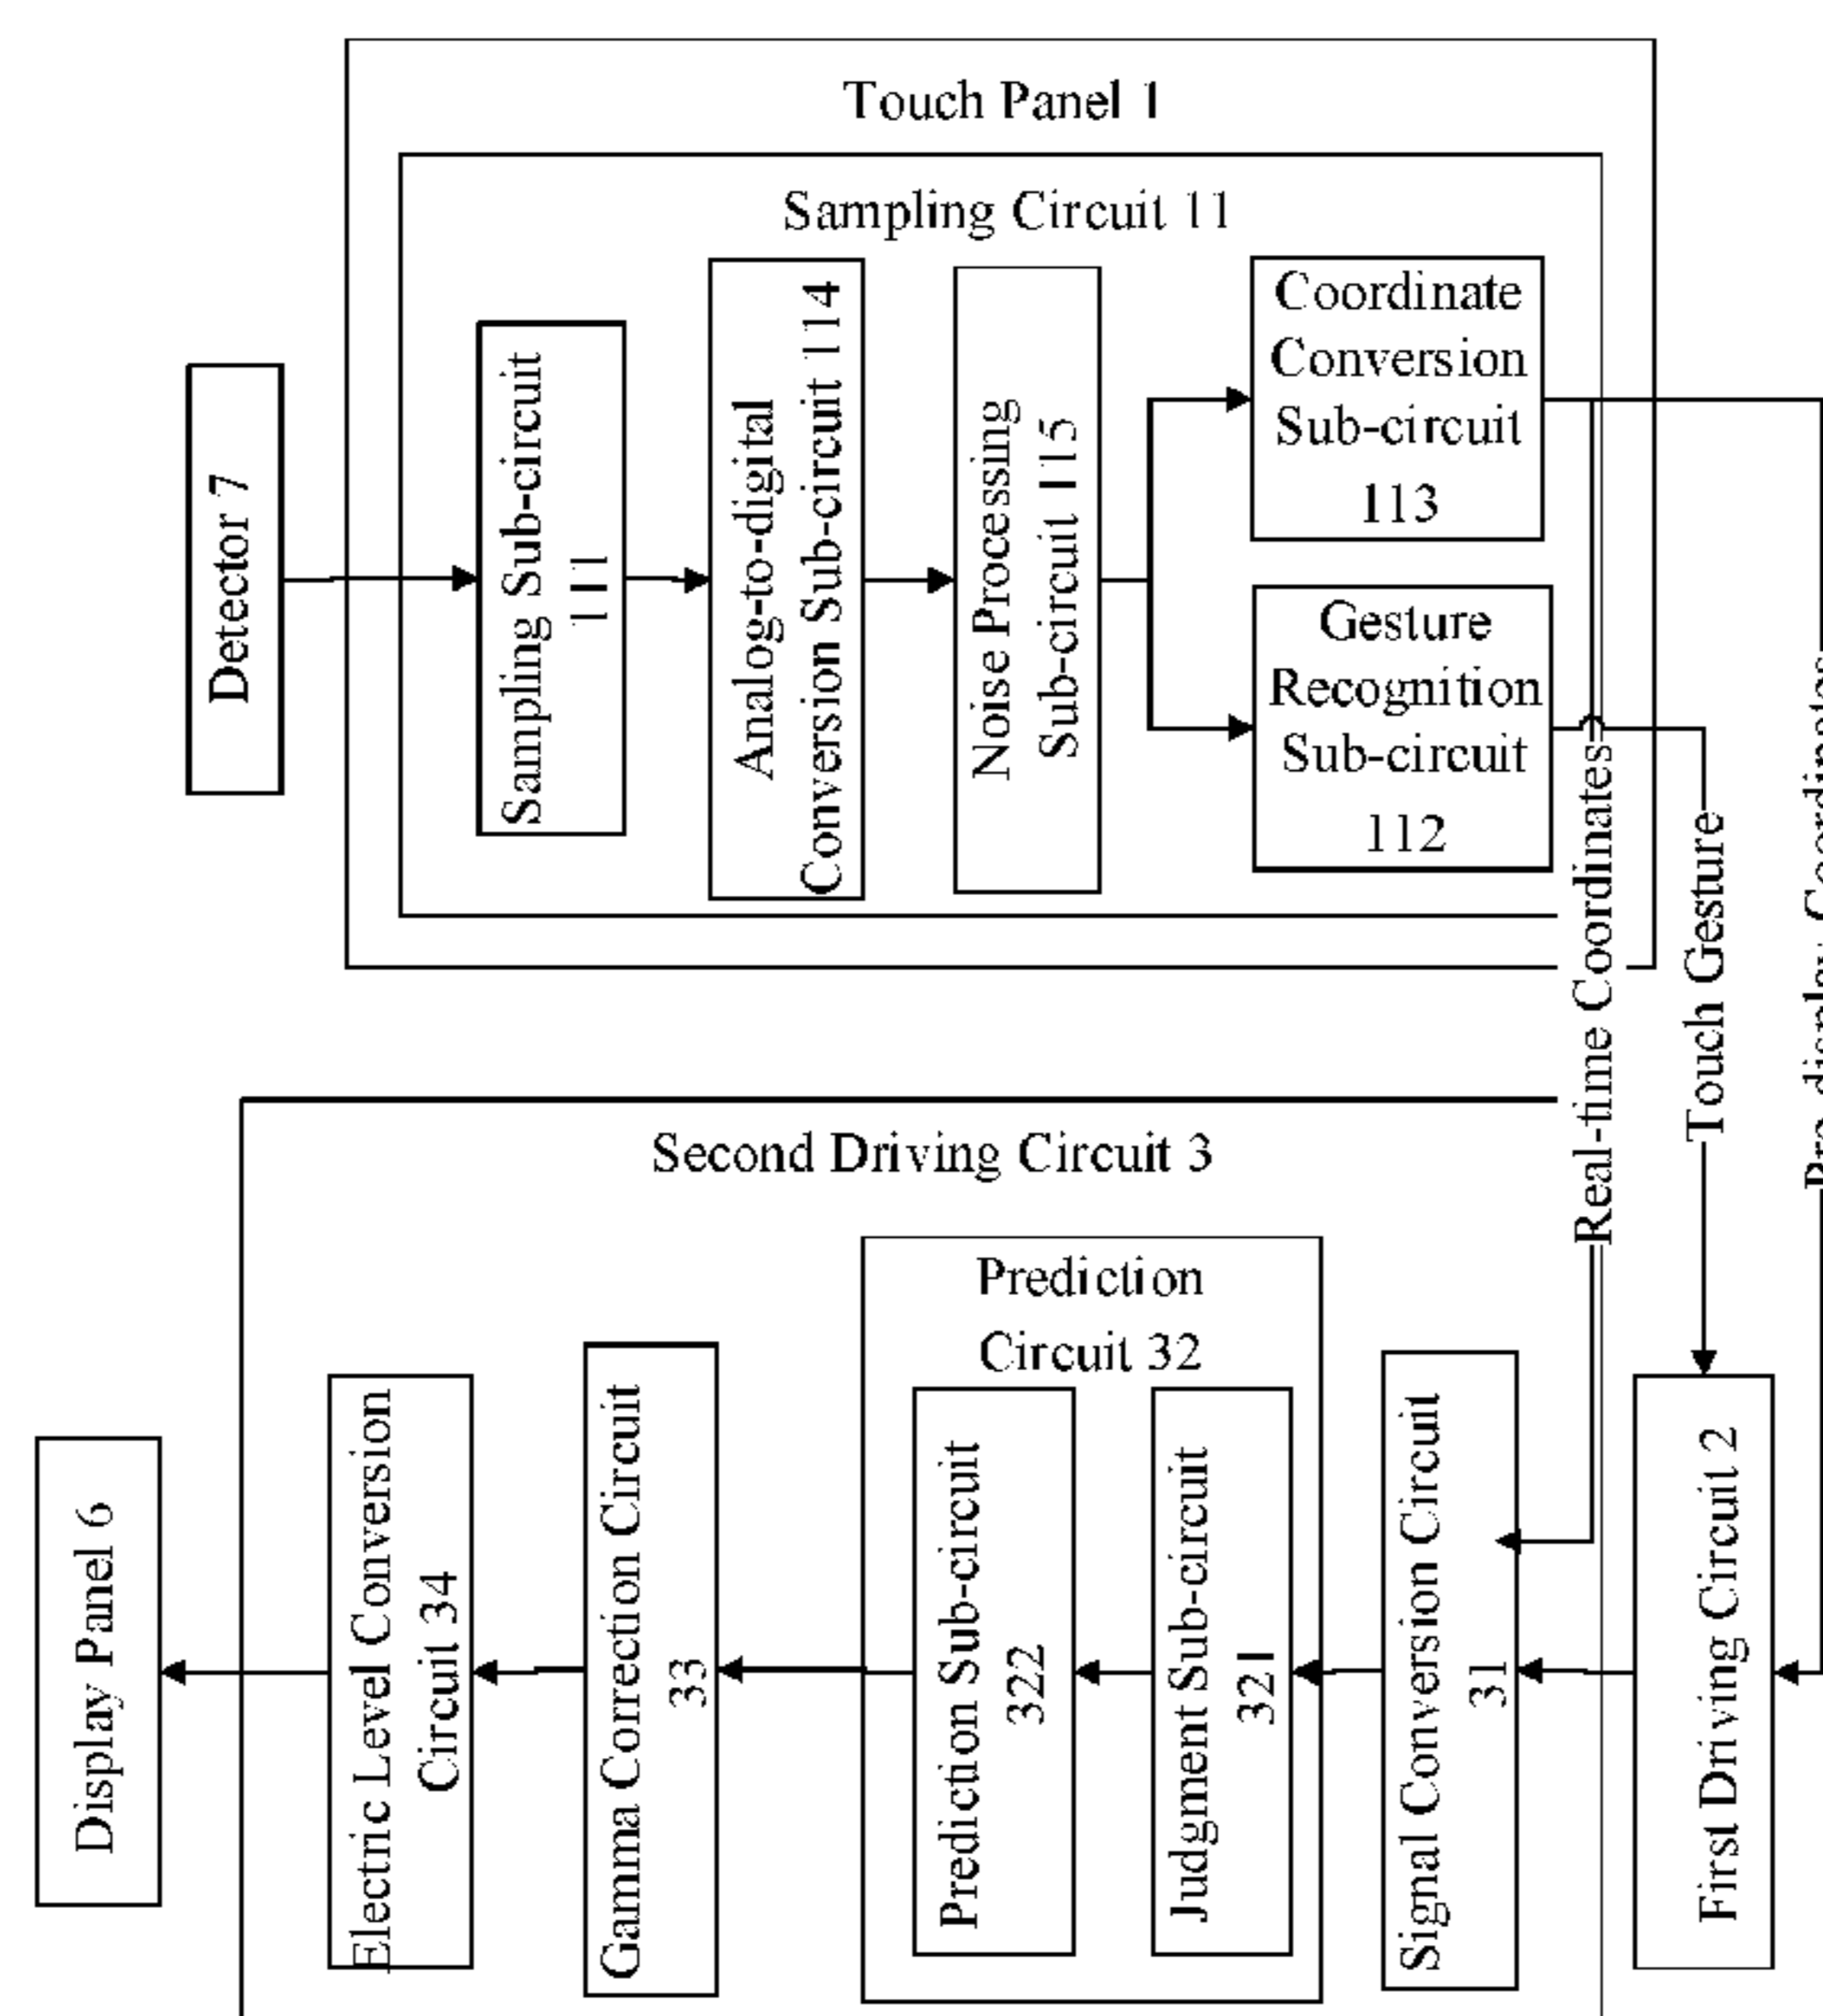 Touch Panel 1
Sampling Circuit 11
Detector 7
Sampling Sub-circuit
111
Analog-to-digital
Conversion Sub-circuit 114
Noise Processing
Sub-circuit 115
Coordinate
Conversion
Sub-circuit
113
Gesture
Recognition
Sub-circuit
112
Real-time Coordinates
Touch Gesture
Second Driving Circuit 3
Display Panel 6
Electric Level Conversion
Circuit 34
Gamma Correction Circuit
33
Prediction
Circuit 32
Prediction Sub-circuit
322
Judgment Sub-circuit
321
Signal Conversion Circuit
31
First Driving Circuit 2